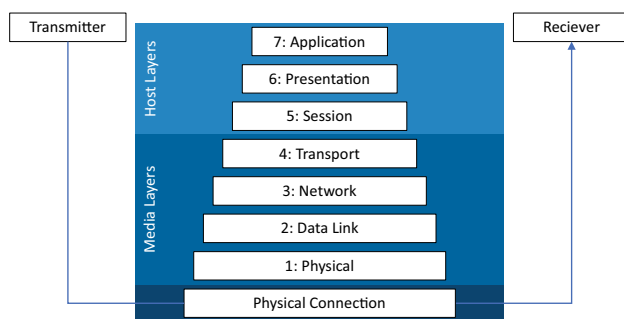 Transmitter
Reciever
Host Layers
7: Application
6: Presentation
5: Session
Media Layers
4: Transport
3: Network
2: Data Link
1: Physical
Physical Connection